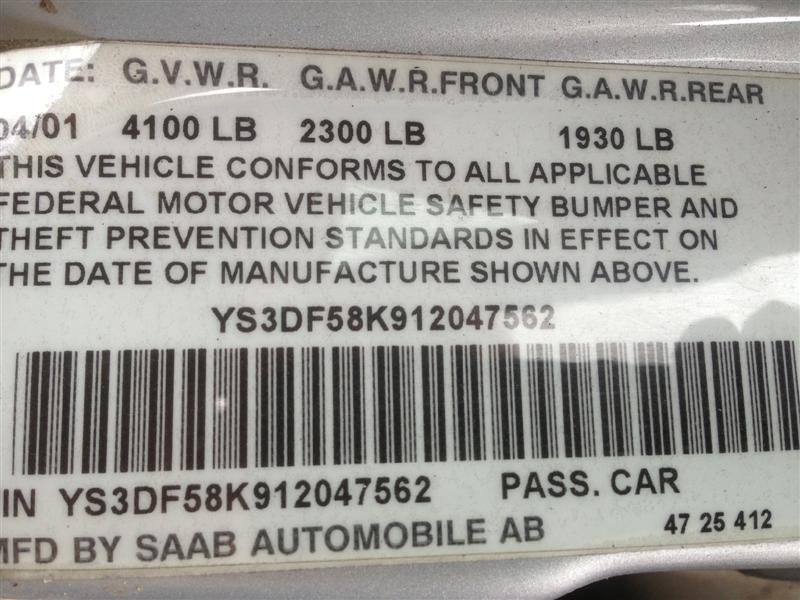 DATE: G.V.W.R. G.A.W.R.FRONT G.A.W.R.REAR
04/01 4100 LB 2300 LB 1930 LB
THIS VEHICLE CONFORMS TO ALL APPLICABLE
FEDERAL MOTOR VEHICLE SAFETY BUMPER AND
THEFT PREVENTION STANDARDS IN EFFECT ON
THE DATE OF MANUFACTURE SHOWN ABOVE.
YS3DF58K912047562
VIN YS3DF58K912047562 PASS. CAR
MFD BY SAAB AUTOMOBILE AB 47 25 412